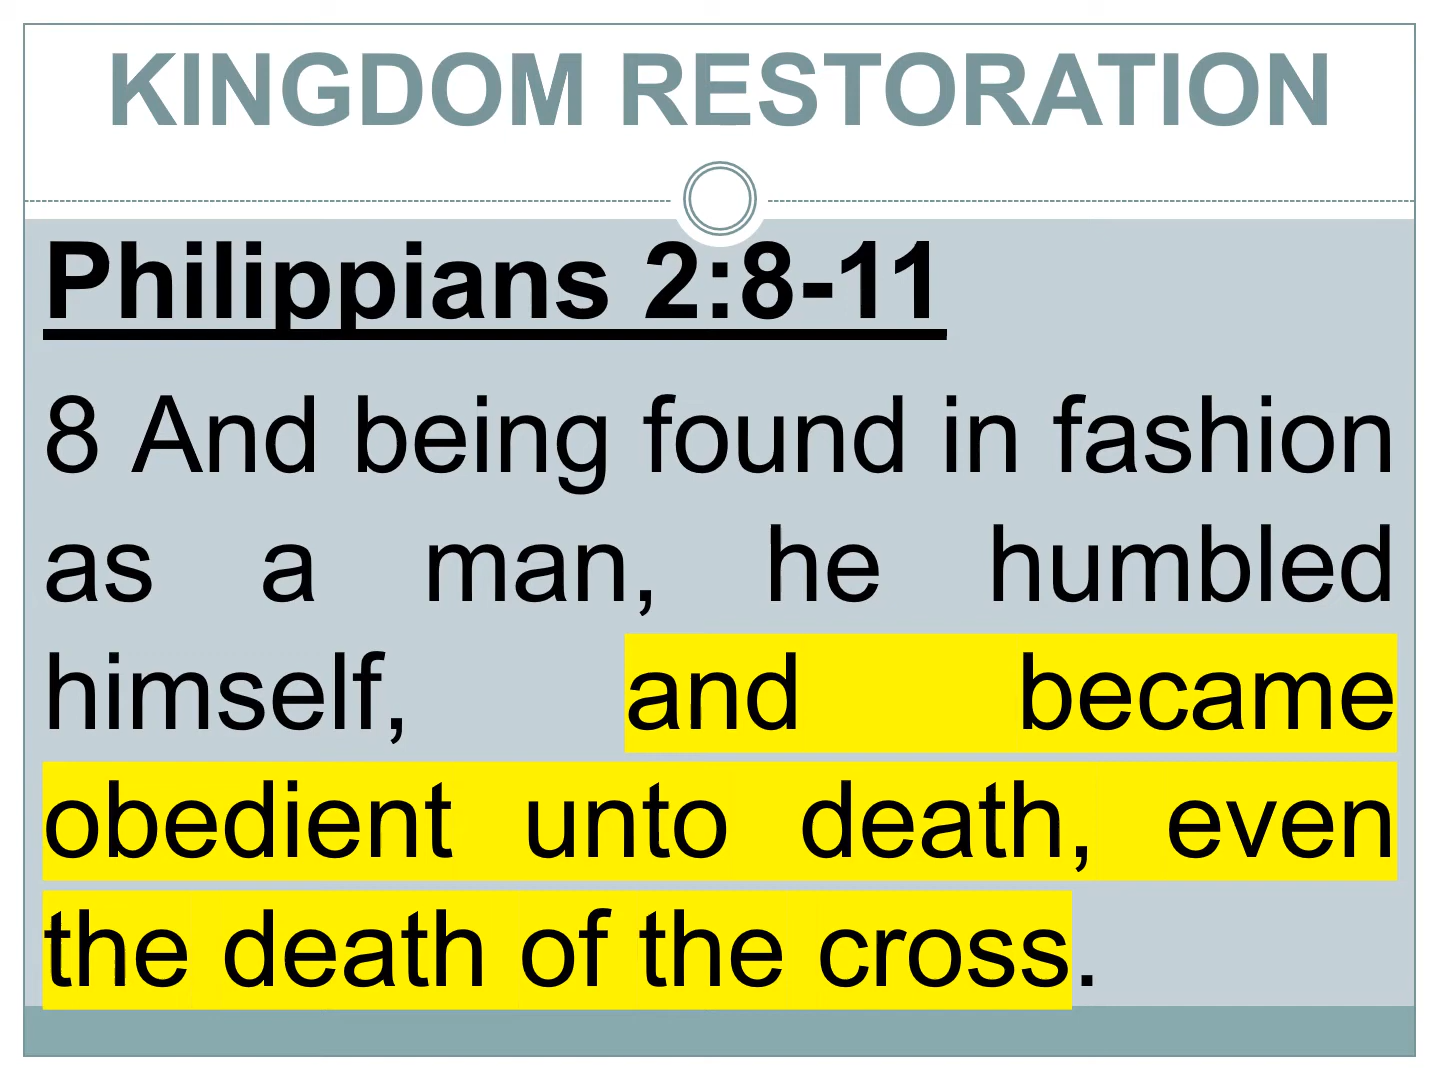 KINGDOM RESTORATION
Philippians 2:8-11
8 And being found in fashion
as a man, he humbled
himself, and became
obedient unto death, even
the death of the cross.